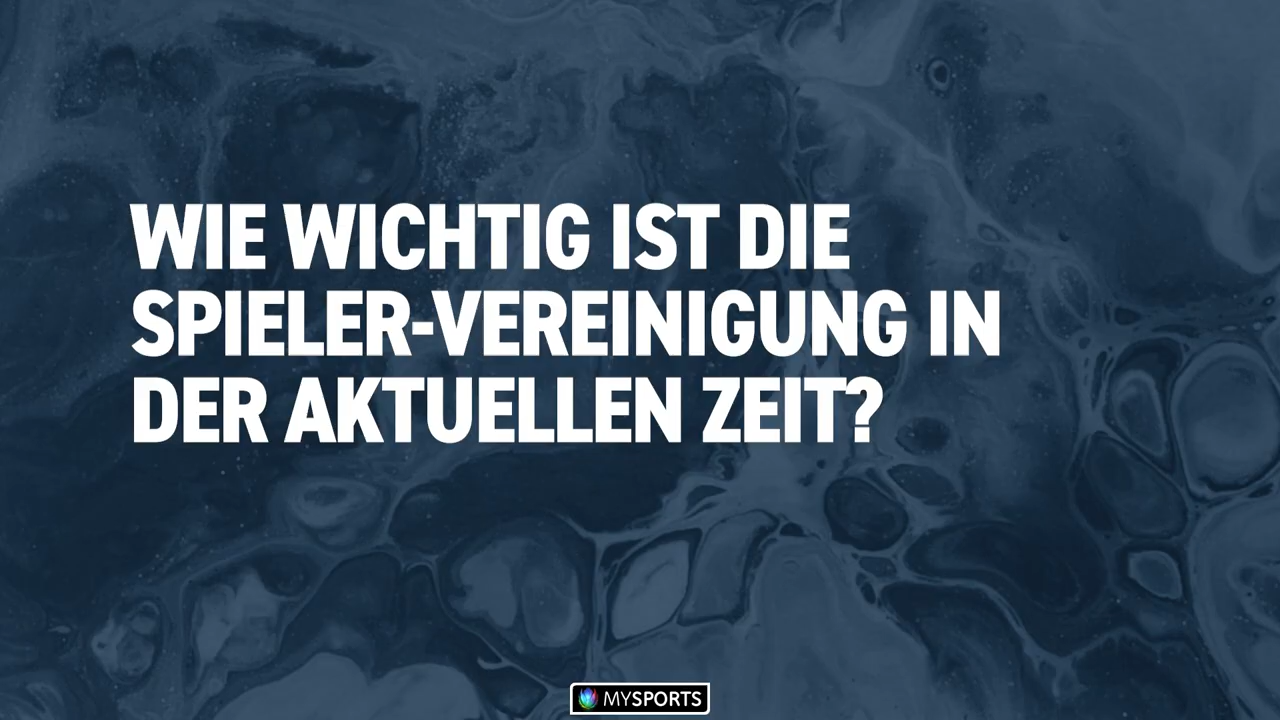 WIE WICHTIG IST DIE
SPIELER-VEREINIGUNG IN
DER AKTUELLEN ZEIT?
MYSPORTS